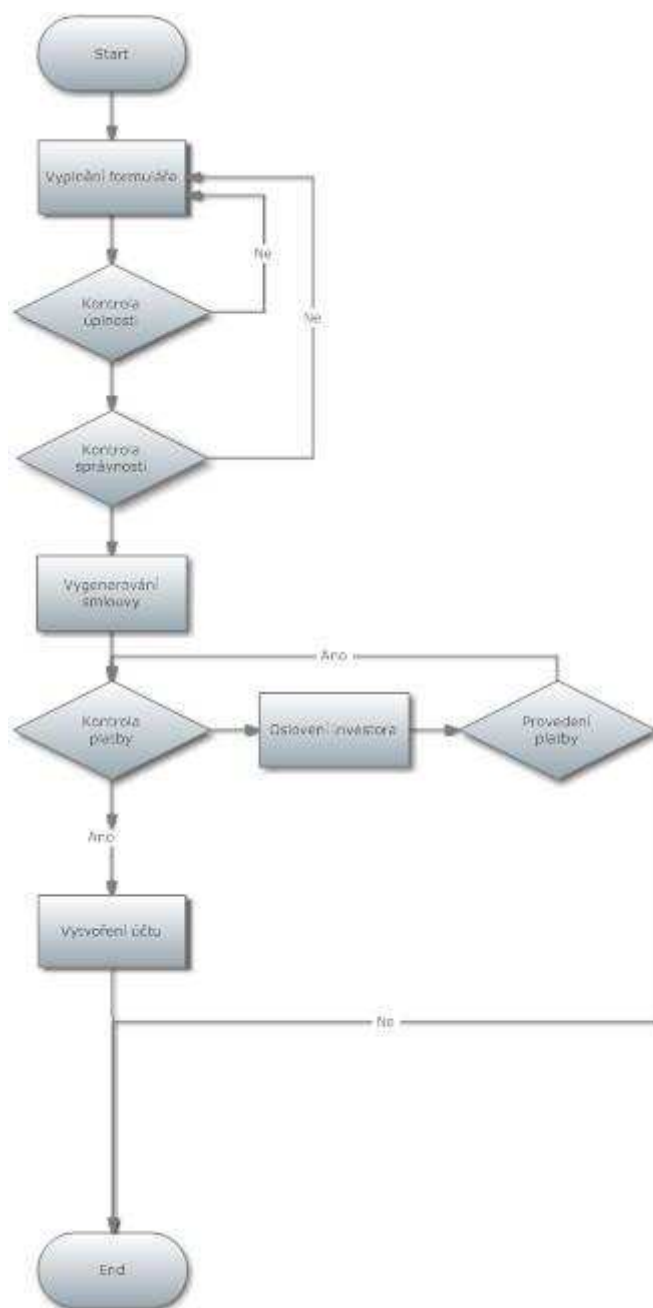 Start
Vyplnění formuláře
Ne
Kontrola
úplnosti
Ne
Kontrola
správnosti
Vygenerování
smlouvy
Ano
Kontrola
platby
Oslovení investora
Provedení
platby
Ano
Vytvoření účtu
Ne
End